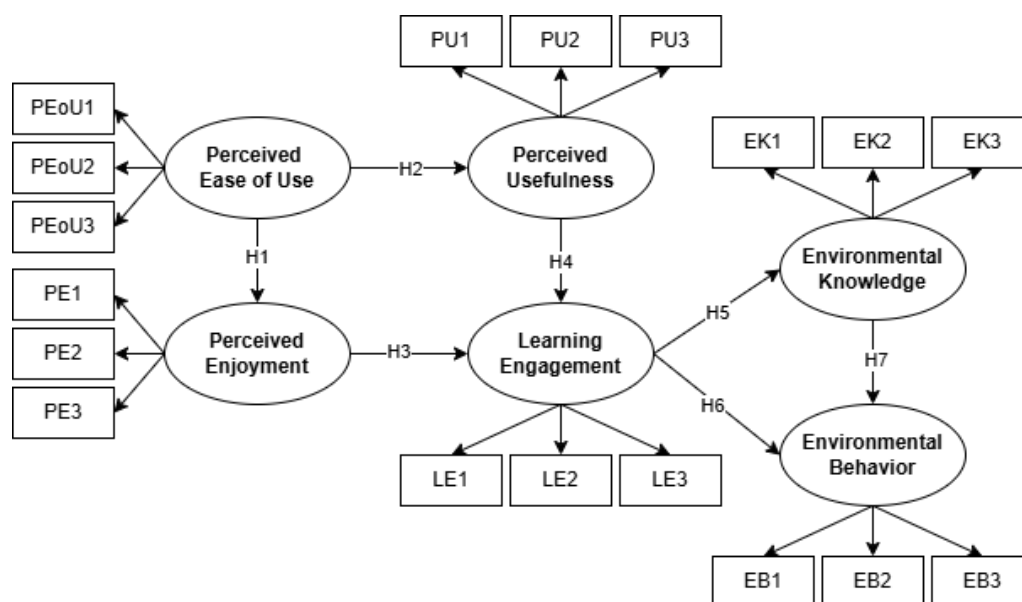 PU1
PU2
PU3
PEoU1
PEoU2
PEoU3
Perceived
Ease of Use
H2
Perceived
Usefulness
EK1
EK2
EK3
H1
H4
Environmental
Knowledge
PE1
PE2
PE3
Perceived
Enjoyment
H3
Learning
Engagement
H5
H6
H7
Environmental
Behavior
LE1
LE2
LE3
EB1
EB2
EB3